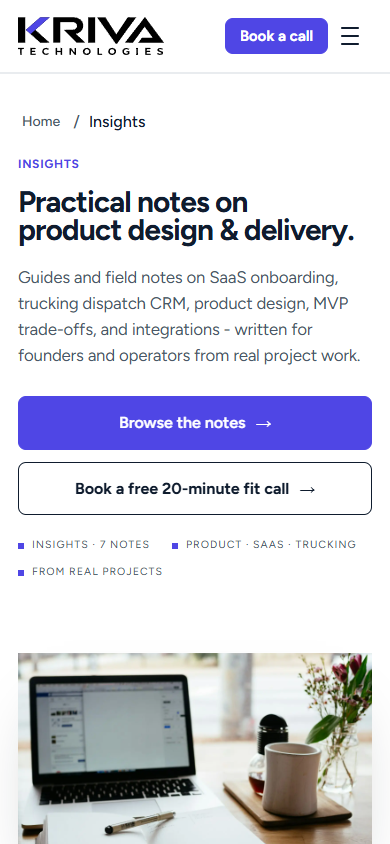 KRIVA
TECHNOLOGIES
Book a call
Home / Insights
INSIGHTS
Practical notes on
product design & delivery.
Guides and field notes on SaaS onboarding,
trucking dispatch CRM, product design, MVP
trade-offs, and integrations - written for
founders and operators from real project work.
Browse the notes →
Book a free 20-minute fit call →
INSIGHTS · 7 NOTES
PRODUCT · SAAS · TRUCKING
FROM REAL PROJECTS